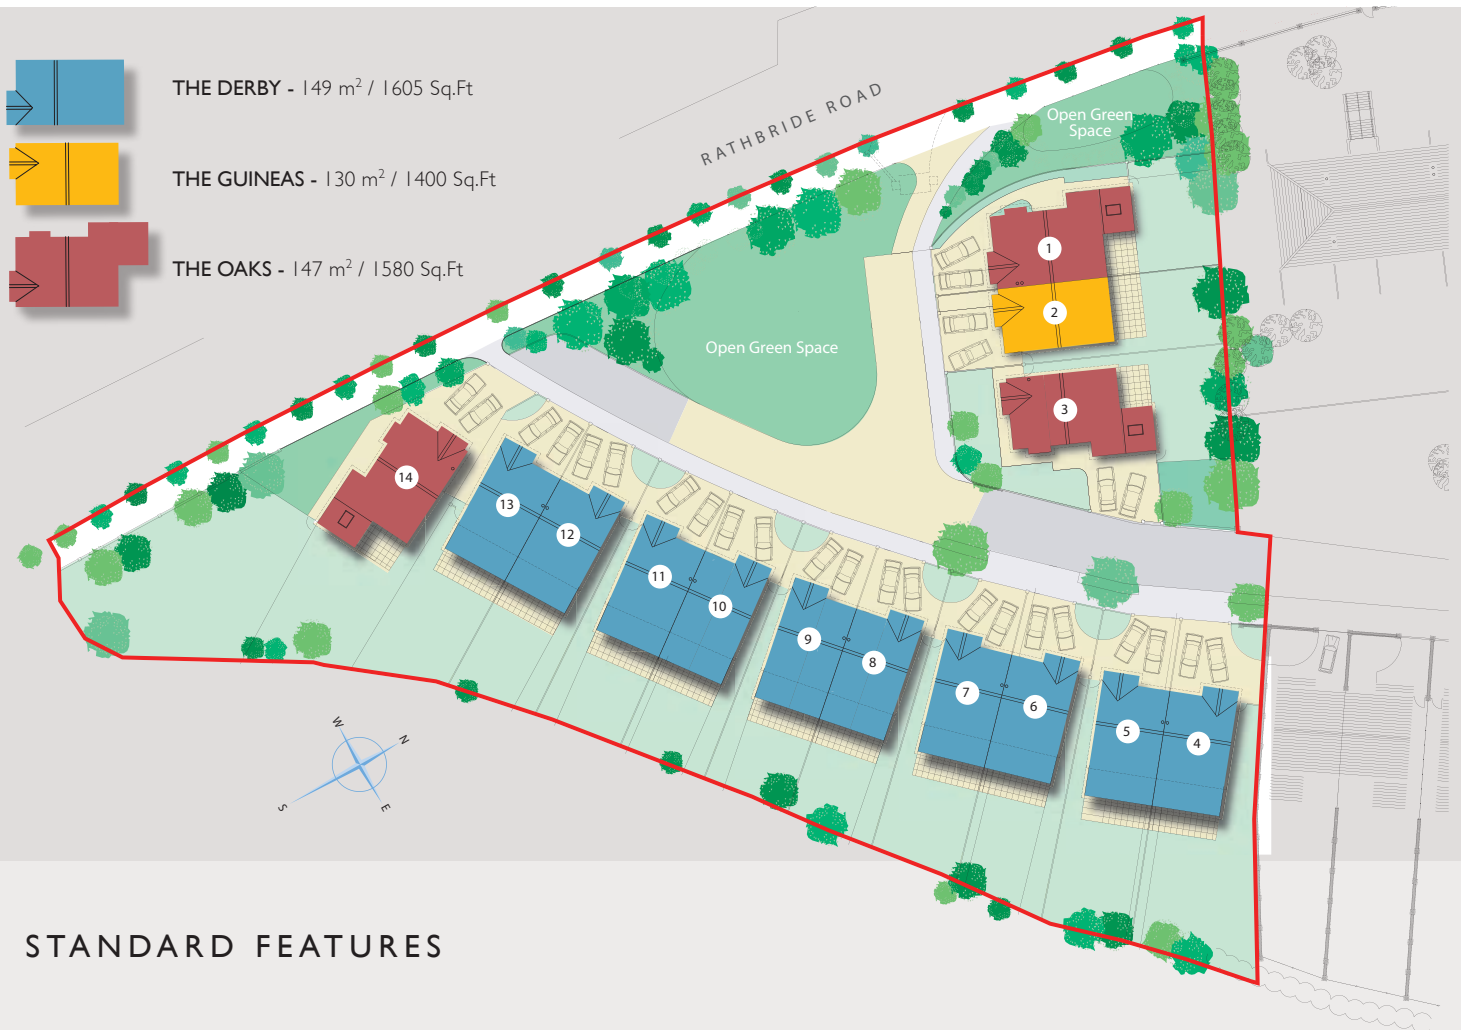 THE DERBY - 149 m² / 1605 Sq.Ft
THE GUINEAS - 130 m² / 1400 Sq.Ft
THE OAKS - 147 m² / 1580 Sq.Ft
RATHBRIDE ROAD
Open Green
Space
Open Green Space
1
2
3
14
13
12
11
10
9
8
7
6
5
4
W
N
S
E
STANDARD FEATURES